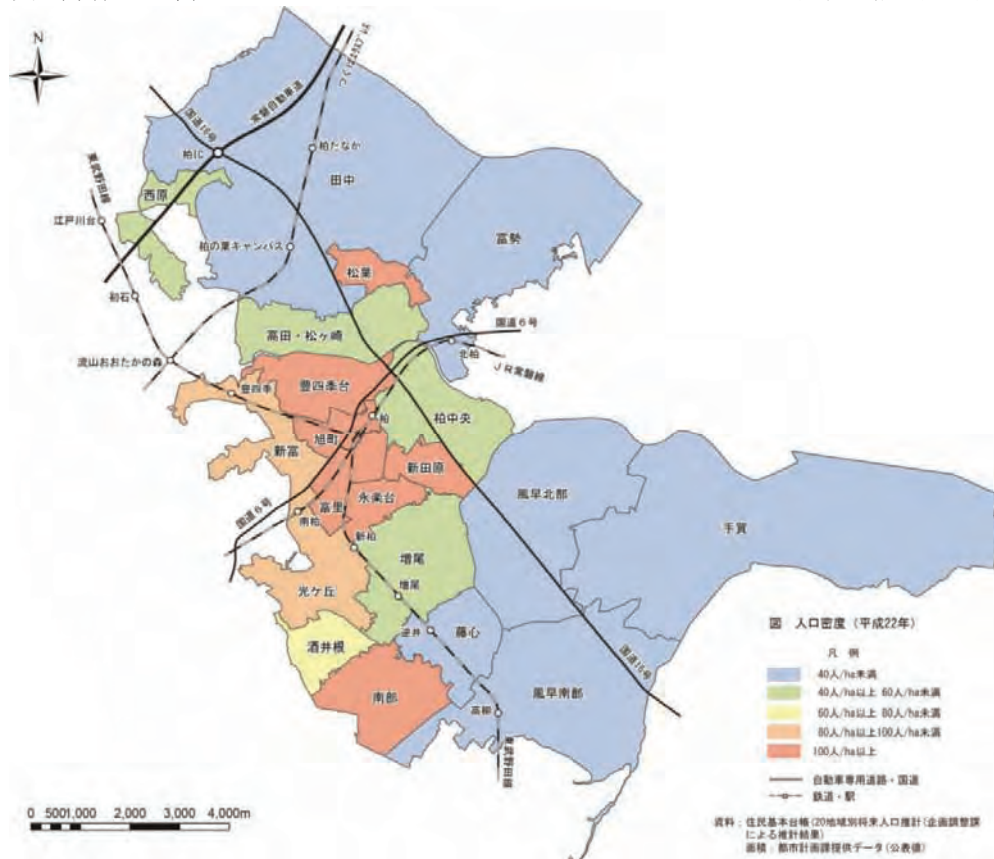 N
つくばエクスプレス
常磐自動車道
国道16号
柏IC
柏たなか
東武野田線
西原
田中
江戸川台
柏の葉キャンパス
富勢
松葉
初石
国道6号
高田・松ヶ崎
北柏
流山おおたかの森
JR常磐線
豊四季台
豊四季
柏
柏中央
旭町
新富
新田原
風早北部
永楽台
富里
国道6号
南柏
手賀
新柏
増尾
光ケ丘
増尾
図 人口密度(平成22年)
逆井
藤心
凡 例
酒井根
国道16号
40人/ha未満
南部
風早南部
40人/ha以上 60人/ha未満
高柳
60人/ha以上 80人/ha未満
80人/ha以上100人/ha未満
東武野田線
100人/ha以上
自動車専用道路・国道
鉄道・駅
0 500 1,000 2,000 3,000 4,000m
資料:住民基本台帳(20地域別将来人口推計(企画調整課
による推計結果)
面積:都市計画課提供データ(公表値)